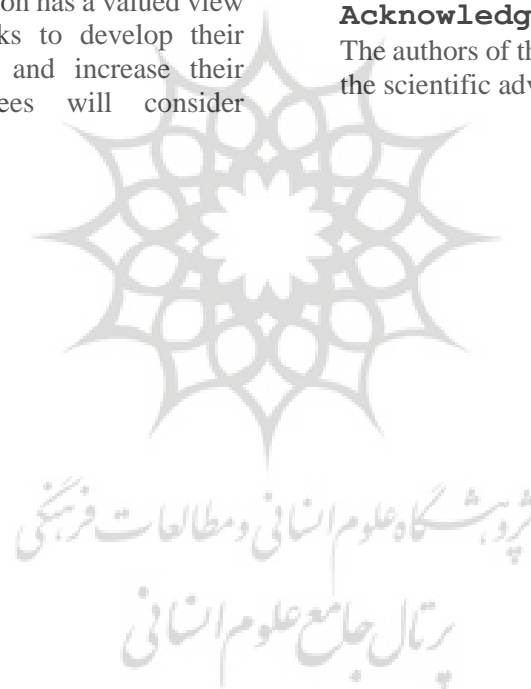 on has a valued view
ks to develop their
and increase their
ees will consider
Acknowledg
The authors of th
the scientific adv
پژوهشگاه علوم انسانی و مطالعات فرهنگی
پرتال جامع علوم انسانی